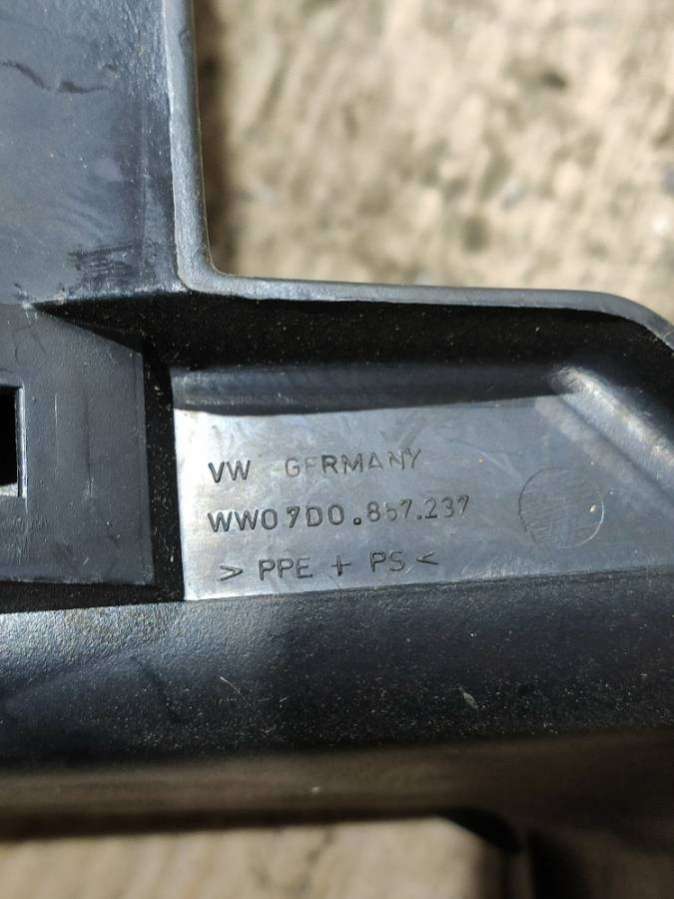 VW GERMANY
WW07D0.857.237
> PPE + PS <